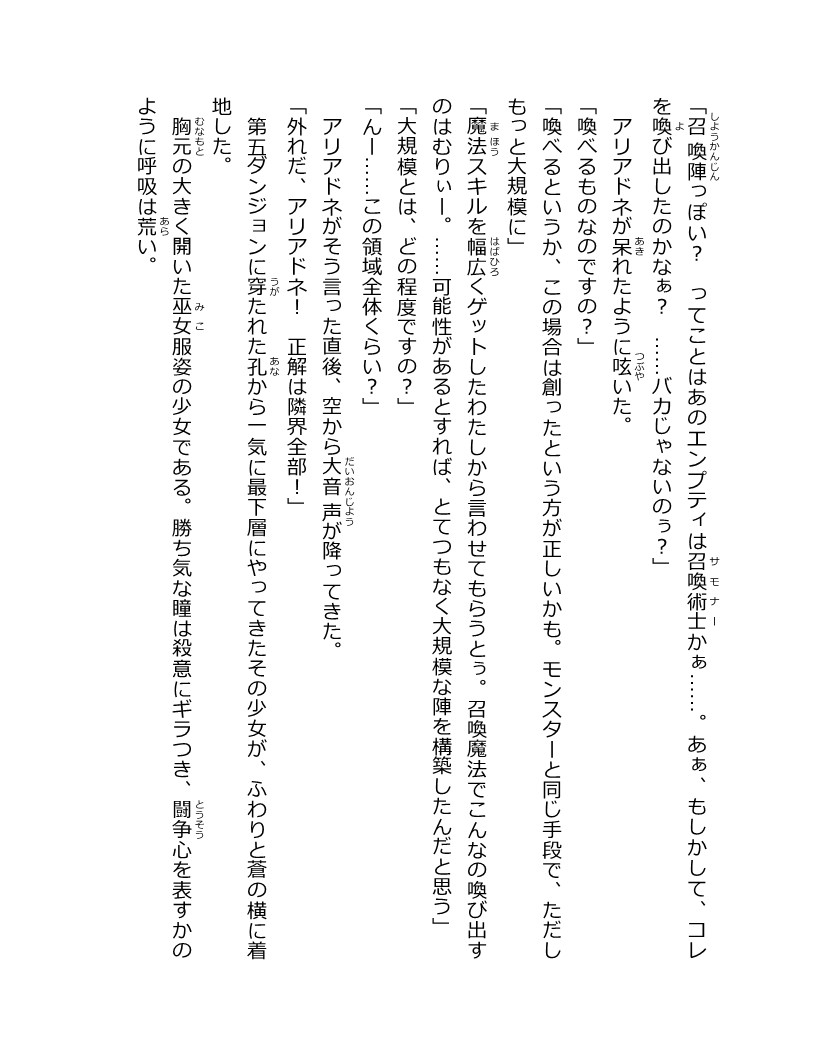 「召喚陣っぽい？　ってことはあのエンプティは召喚術士かぁ……。あぁ、もしかして、コレ
を喚び出したのかなぁ？　……バカじゃないのぅ？」
　アリアドネが呆れたように呟いた。
「喚べるものなのですの？」
「喚べるというか、この場合は創ったという方が正しいかも。モンスターと同じ手段で、ただし
もっと大規模に」
「魔法スキルを幅広くゲットしたわたしから言わせてもらうとぅ。召喚魔法でこんなの喚び出す
のはむりぃー。……可能性があるとすれば、とてつもなく大規模な陣を構築したんだと思う」
「大規模とは、どの程度ですの？」
「んー……この領域全体くらい？」
　アリアドネがそう言った直後、空から大音声が降ってきた。
「外れだ、アリアドネ！　正解は隣界全部！」
　第五ダンジョンに穿たれた孔から一気に最下層にやってきたその少女が、ふわりと蒼の横に着
地した。
　胸元の大きく開いた巫女服姿の少女である。勝ち気な瞳は殺意にギラつき、闘争心を表すかの
ように呼吸は荒い。